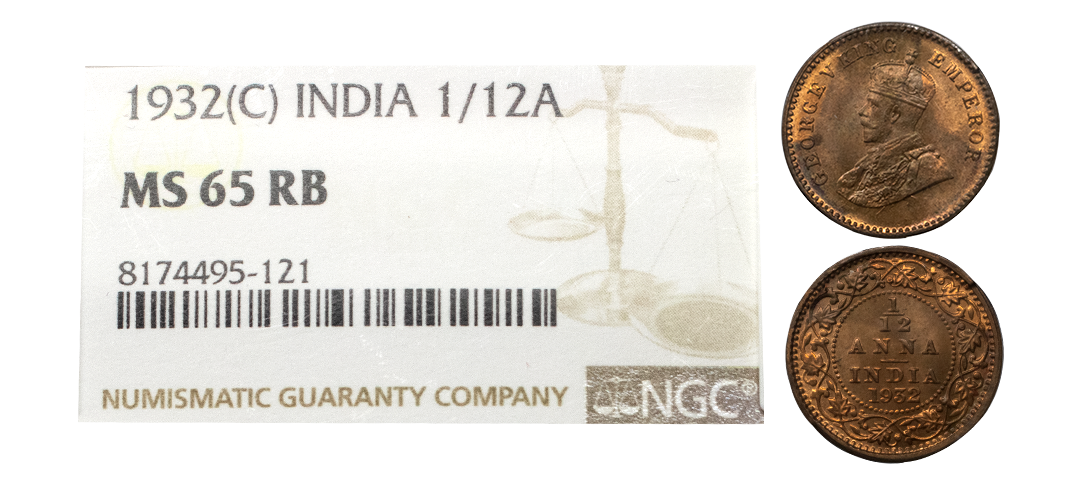 1932(C) INDIA 1/12A
MS 65 RB
8174495-121
NUMISMATIC GUARANTY COMPANY
NGC®
GEORGE V KING EMPEROR
1
12
ANNA
INDIA
1932